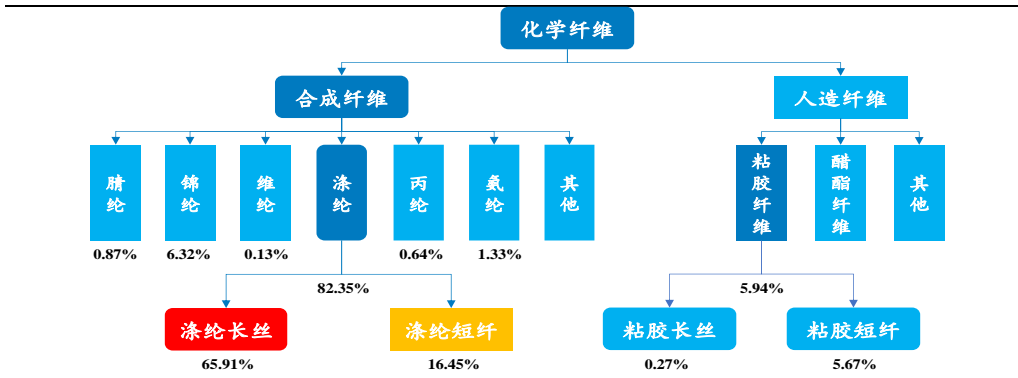 化学纤维
合成纤维
人造纤维
腈纶
锦纶
维纶
涤纶
丙纶
氨纶
其他
粘胶纤维
醋酯纤维
其他
0.87%
6.32%
0.13%
0.64%
1.33%
82.35%
5.94%
涤纶长丝
涤纶短纤
粘胶长丝
粘胶短纤
65.91%
16.45%
0.27%
5.67%